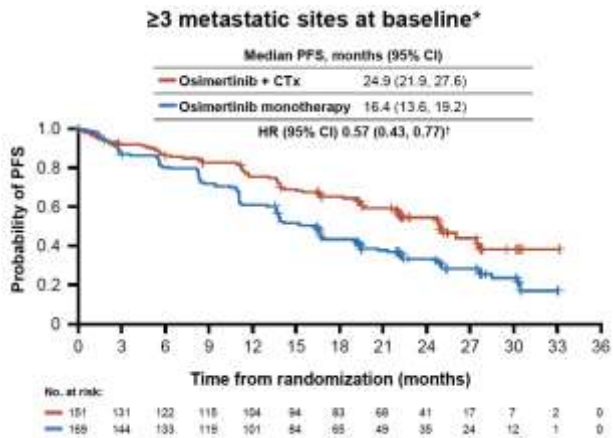 ≥3 metastatic sites at baseline*
Median PFS, months (95% CI)
Osimertinib + CTx 24.9 (21.9, 27.6)
Osimertinib monotherapy 16.4 (13.6, 19.2)
HR (95% CI) 0.57 (0.43, 0.77)†
Probability of PFS
1.0
0.8
0.6
0.4
0.2
0
0 3 6 9 12 15 18 21 24 27 30 33 36
Time from randomization (months)
No. at risk:
151 131 122 115 104 94 83 68 41 17 7 2 0
169 144 133 119 101 84 65 49 35 24 12 1 0